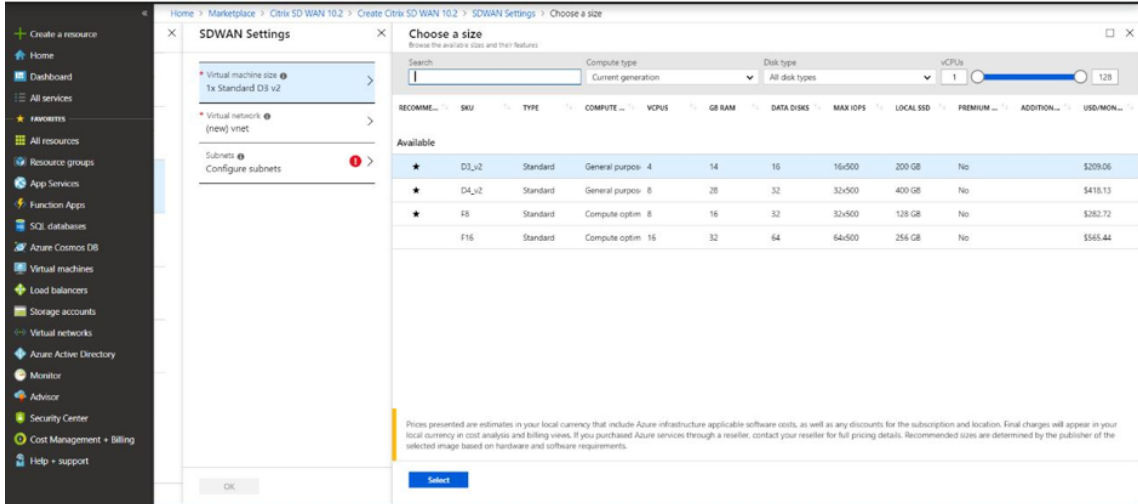 Home > Marketplace > Citrix SD WAN 10.2 > Create Citrix SD WAN 10.2 > SDWAN Settings > Choose a size
Create a resource
Home
Dashboard
All services
FAVORITES
All resources
Resource groups
App Services
Function Apps
SQL databases
Azure Cosmos DB
Virtual machines
Load balancers
Storage accounts
Virtual networks
Azure Active Directory
Monitor
Advisor
Security Center
Cost Management + Billing
Help + support
SDWAN Settings
* Virtual machine size
1x Standard D3 v2
* Virtual network
(new) vnet
Subnets
Configure subnets
OK
Choose a size
Browse the available sizes and their features
Search Compute type Disk type vCPUs
Current generation All disk types 1 128
RECOMME... SKU TYPE COMPUTE ... VCPUS GB RAM DATA DISKS MAX IOPS LOCAL SSD PREMIUM ... ADDITION... USD/MON...
Available
★ D3_v2 Standard General purpos 4 14 16 16x500 200 GB No $209.06
★ D4_v2 Standard General purpos 8 28 32 32x500 400 GB No $418.13
★ F8 Standard Compute optim 8 16 32 32x500 128 GB No $282.72
F16 Standard Compute optim 16 32 64 64x500 256 GB No $565.44
Prices presented are estimates in your local currency that include Azure infrastructure applicable software costs, as well as any discounts for the subscription and location. Final charges will appear in your
local currency in cost analysis and billing views. If you purchased Azure services through a reseller, contact your reseller for full pricing details. Recommended sizes are determined by the publisher of the
selected image based on hardware and software requirements.
Select